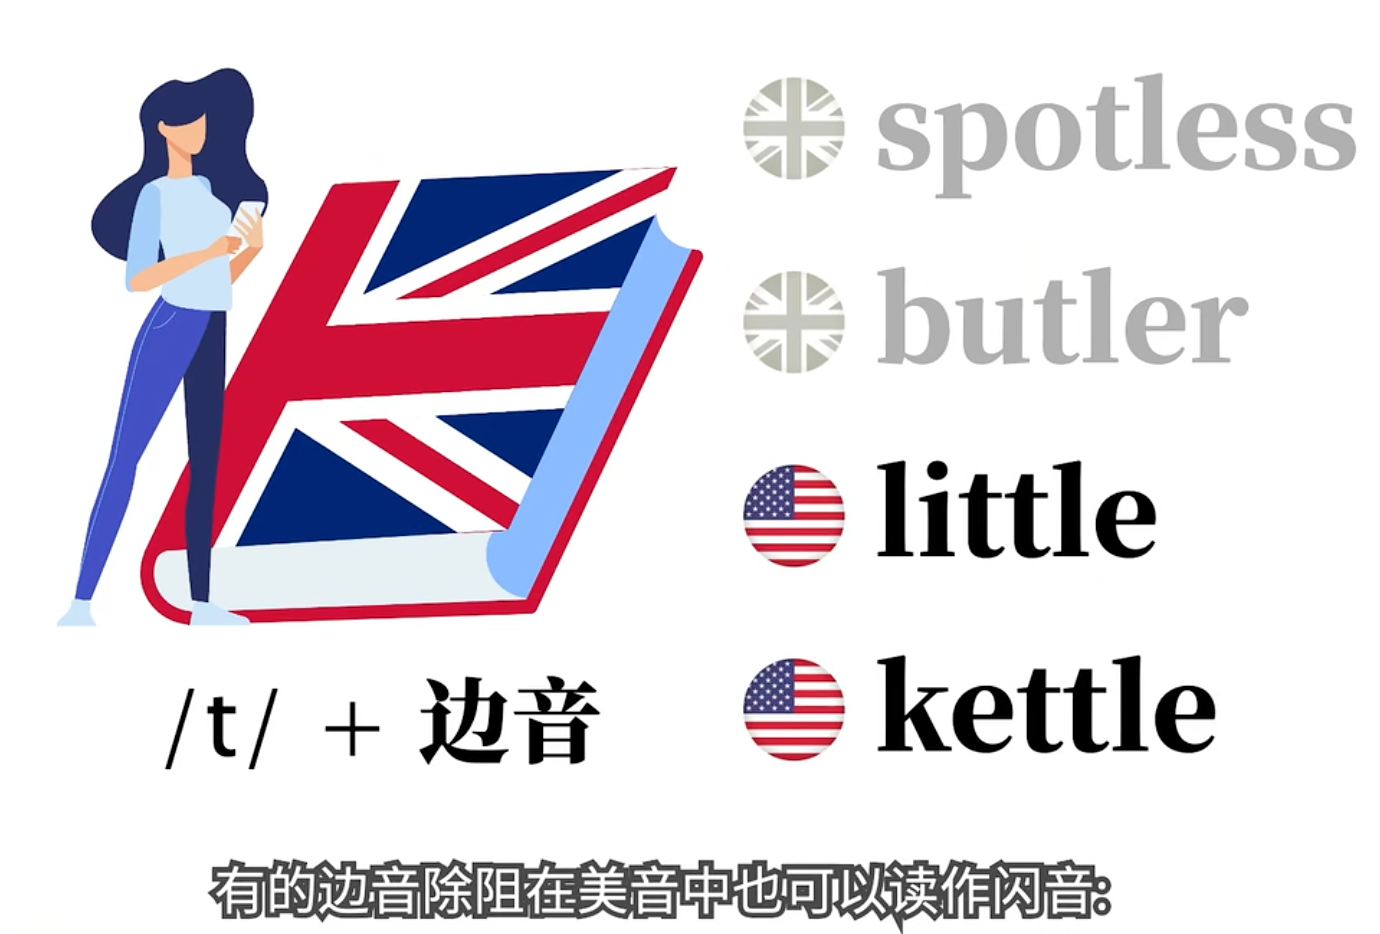 spotless
butler
little
kettle
/t/ + 边音
有的边音除阻在美音中也可以读作闪音: